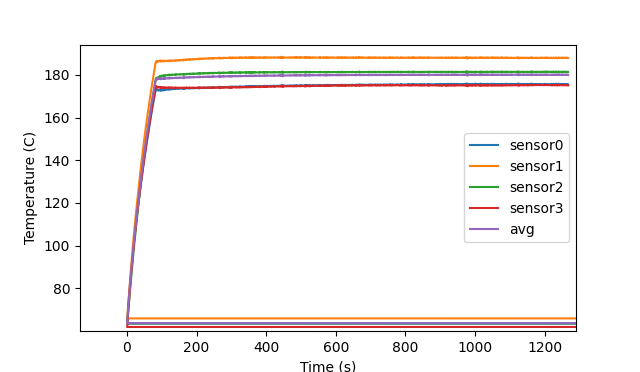 180
160
140
120
100
80
Temperature (C)
sensor0
sensor1
sensor2
sensor3
avg
0 200 400 600 800 1000 1200
Time (s)